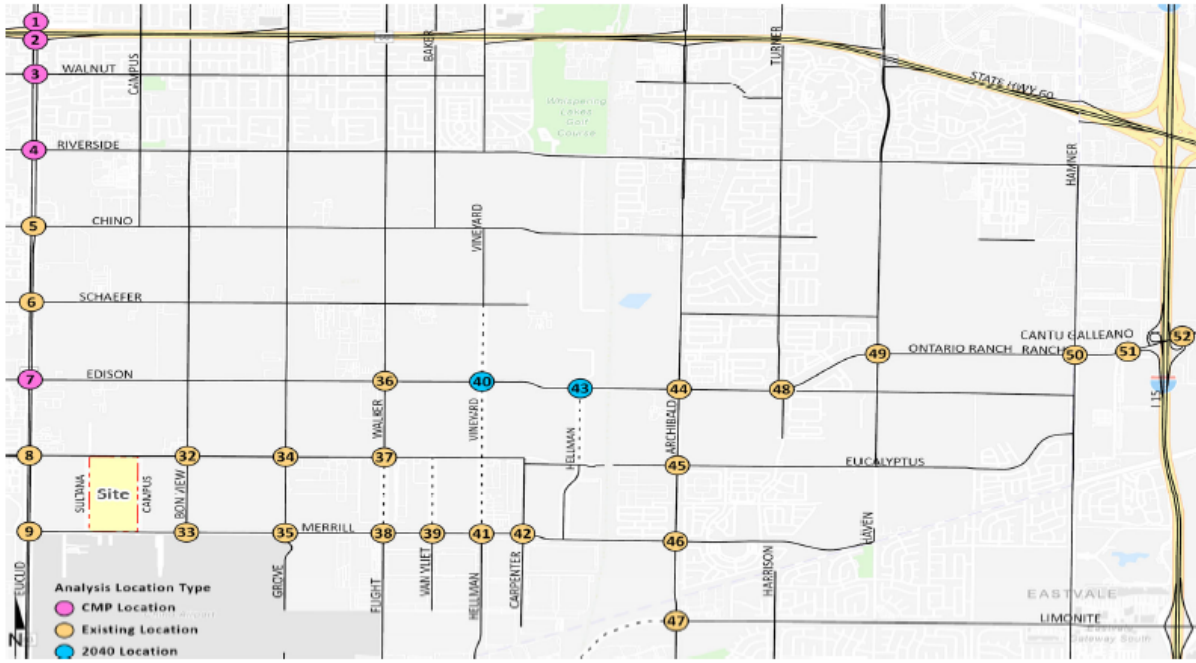 1
2
3
WALNUT
CAMPUS
BAKER
TURNER
STATE HWY 60
Whispering
Lakes
Golf
Course
4
RIVERSIDE
HAMNER
5
CHINO
VINEYARD
6
SCHAEFER
CANTU GALLEANO
ONTARIO RANCH RANCH
49
50
51
52
7
EDISON
36
40
43
44
48
I 15
WALKER
VINEYARD
HELLMAN
ARCHIBALD
8
32
34
37
45
EUCALYPTUS
SULTANA
Site
CAMPUS
BON VIEW
9
33
35
MERRILL
38
39
41
42
46
HAVEN
EUCLID
GROVE
FLIGHT
VAN VLIET
HELLMAN
CARPENTER
HARRISON
Analysis Location Type
CMP Location
Existing Location
2040 Location
N
47
EASTVALE
LIMONITE
Gateway South